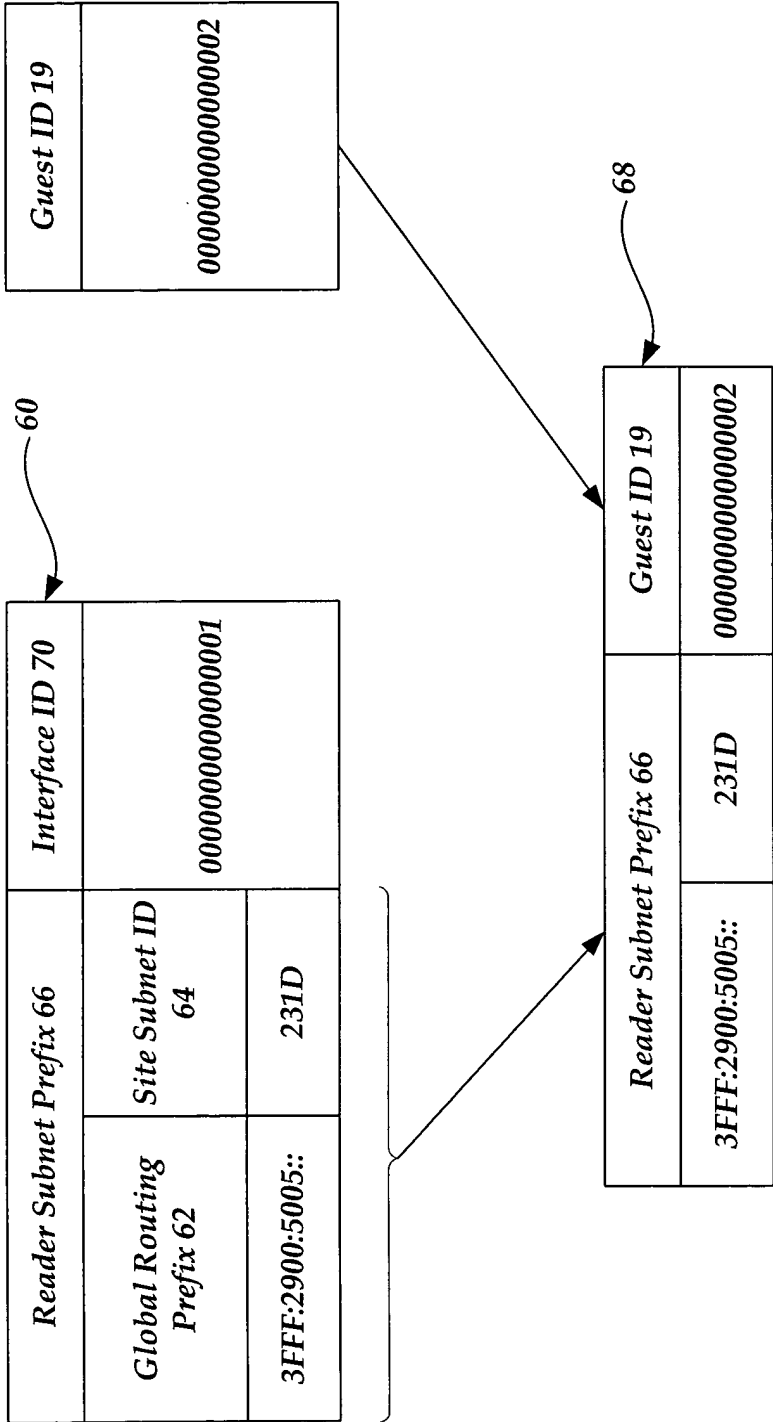 Reader Subnet Prefix 66
Interface ID 70
60
Guest ID 19
Global Routing
Prefix 62
Site Subnet ID
64
3FFF:2900:5005::
231D
0000000000000001
0000000000000002
Reader Subnet Prefix 66
Guest ID 19
68
3FFF:2900:5005::
231D
0000000000000002